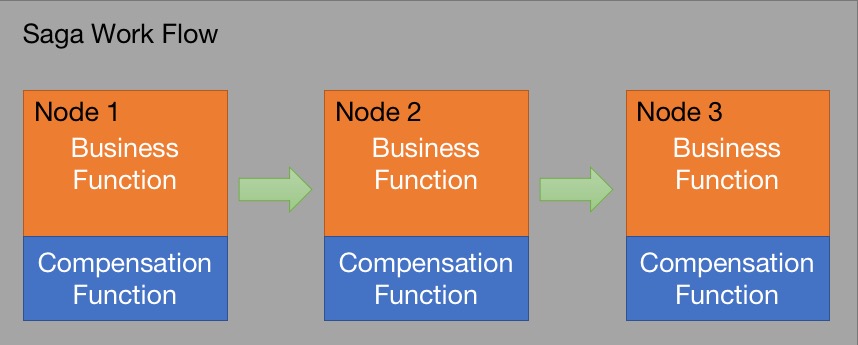 Saga Work Flow
Node 1
Business
Function
Compensation
Function
Node 2
Business
Function
Compensation
Function
Node 3
Business
Function
Compensation
Function